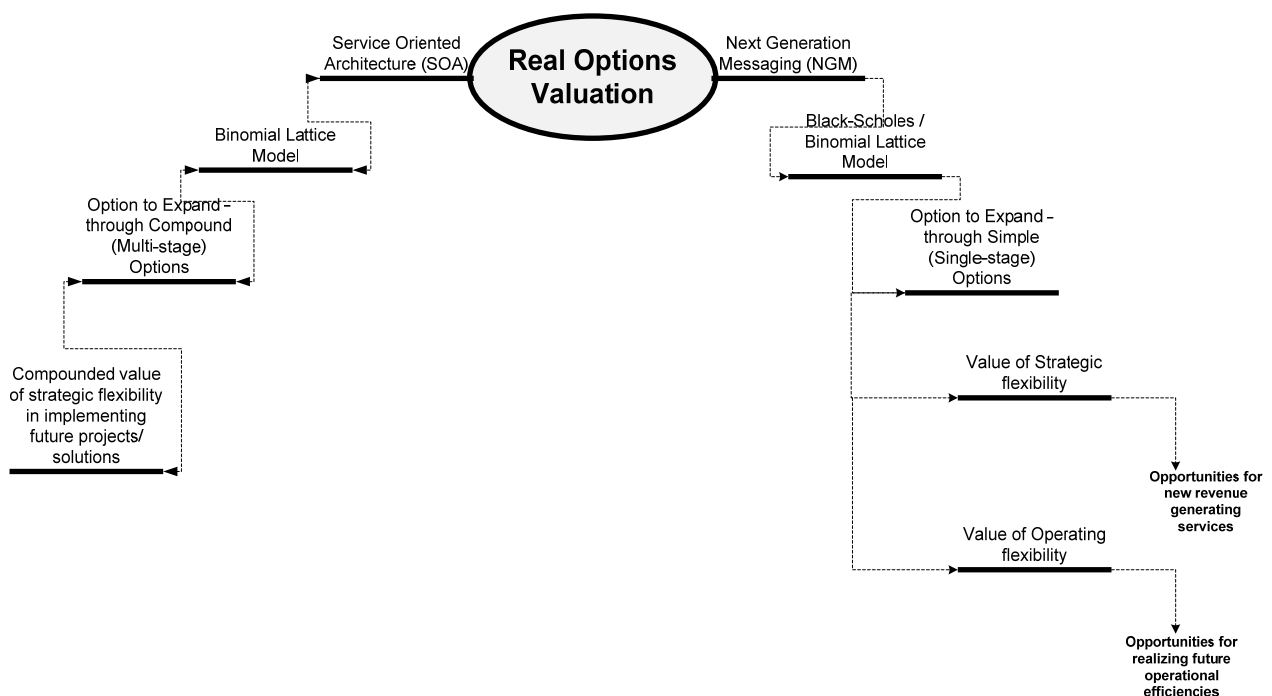 Real Options
Valuation
Service Oriented
Architecture (SOA)
Binomial Lattice
Model
Option to Expand –
through Compound
(Multi-stage)
Options
Compounded value
of strategic flexibility
in implementing
future projects/
solutions
Next Generation
Messaging (NGM)
Black-Scholes /
Binomial Lattice
Model
Option to Expand –
through Simple
(Single-stage)
Options
Value of Strategic
flexibility
Opportunities for
new revenue
generating
services
Value of Operating
flexibility
Opportunities for
realizing future
operational
efficiencies